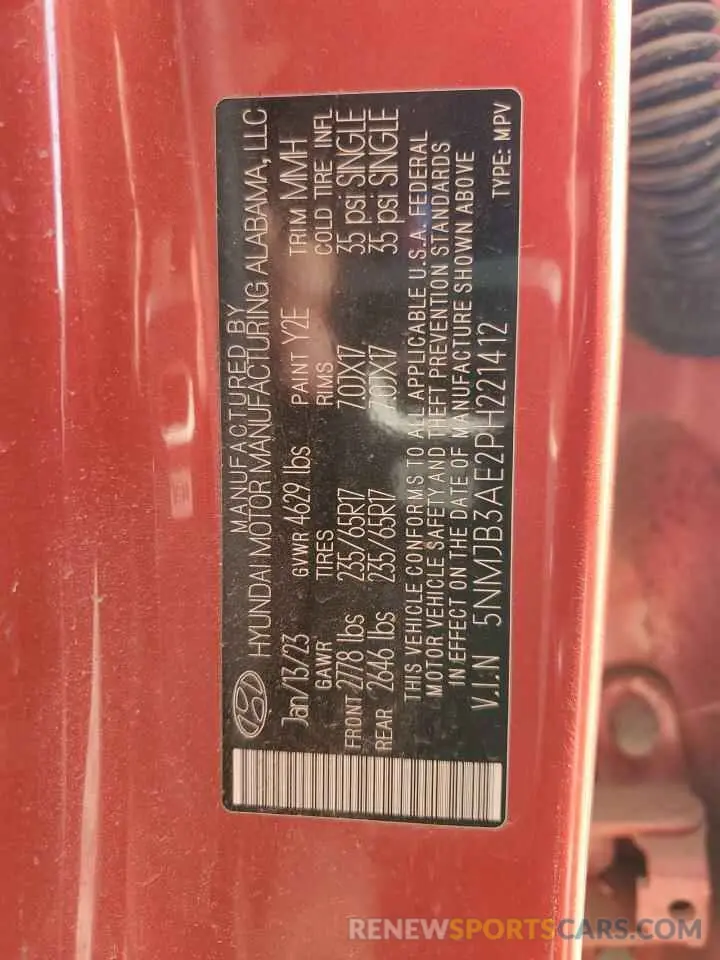 MANUFACTURED BY
HYUNDAI MOTOR MANUFACTURING ALABAMA, LLC
Jan/13/23 GVWR 4629 lbs PAINT Y2E TRIM MMH
GAWR TIRES RIMS COLD TIRE INFL
FRONT 2778 lbs 235/65R17 7.0JX17 35 psi SINGLE
REAR 2646 lbs 235/65R17 7.0JX17 35 psi SINGLE
THIS VEHICLE CONFORMS TO ALL APPLICABLE U.S.A. FEDERAL
MOTOR VEHICLE SAFETY AND THEFT PREVENTION STANDARDS
IN EFFECT ON THE DATE OF MANUFACTURE SHOWN ABOVE
V.I.N 5NMJB3AE2PH221412 TYPE: MPV
RENEWSPORTSCARS.COM